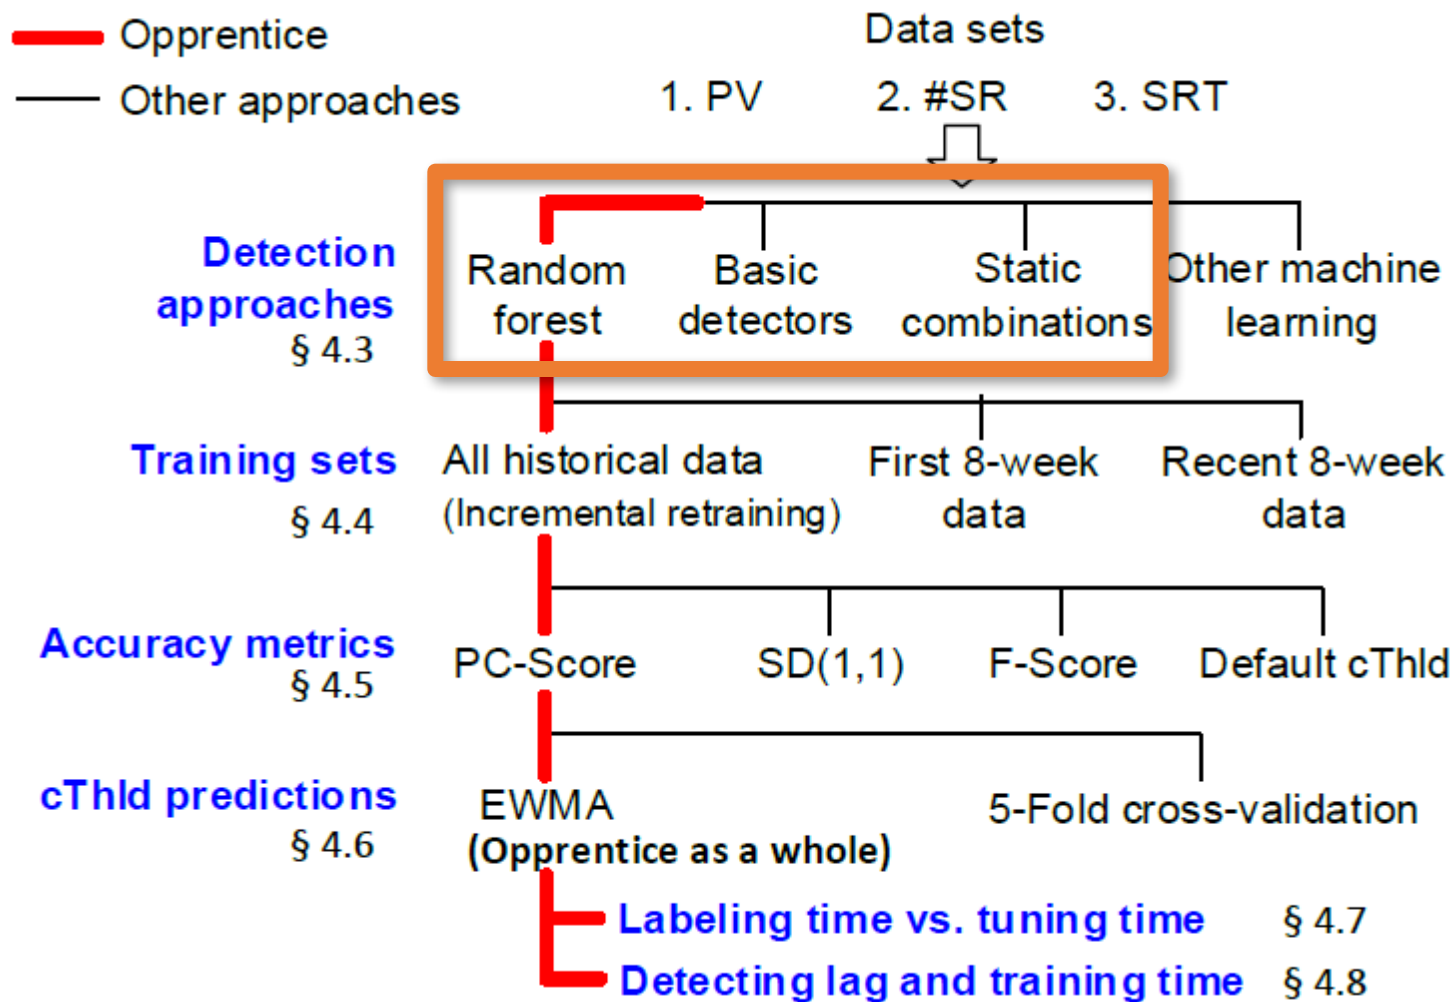 Opprentice
Other approaches
Data sets
1. PV
2. #SR
3. SRT
Detection
approaches
§ 4.3
Random
forest
Basic
detectors
Static
combinations
Other machine
learning
Training sets
§ 4.4
All historical data
(Incremental retraining)
First 8-week
data
Recent 8-week
data
Accuracy metrics
§ 4.5
PC-Score
SD(1,1)
F-Score
Default cThld
cThld predictions
§ 4.6
EWMA
(Opprentice as a whole)
5-Fold cross-validation
Labeling time vs. tuning time § 4.7
Detecting lag and training time § 4.8